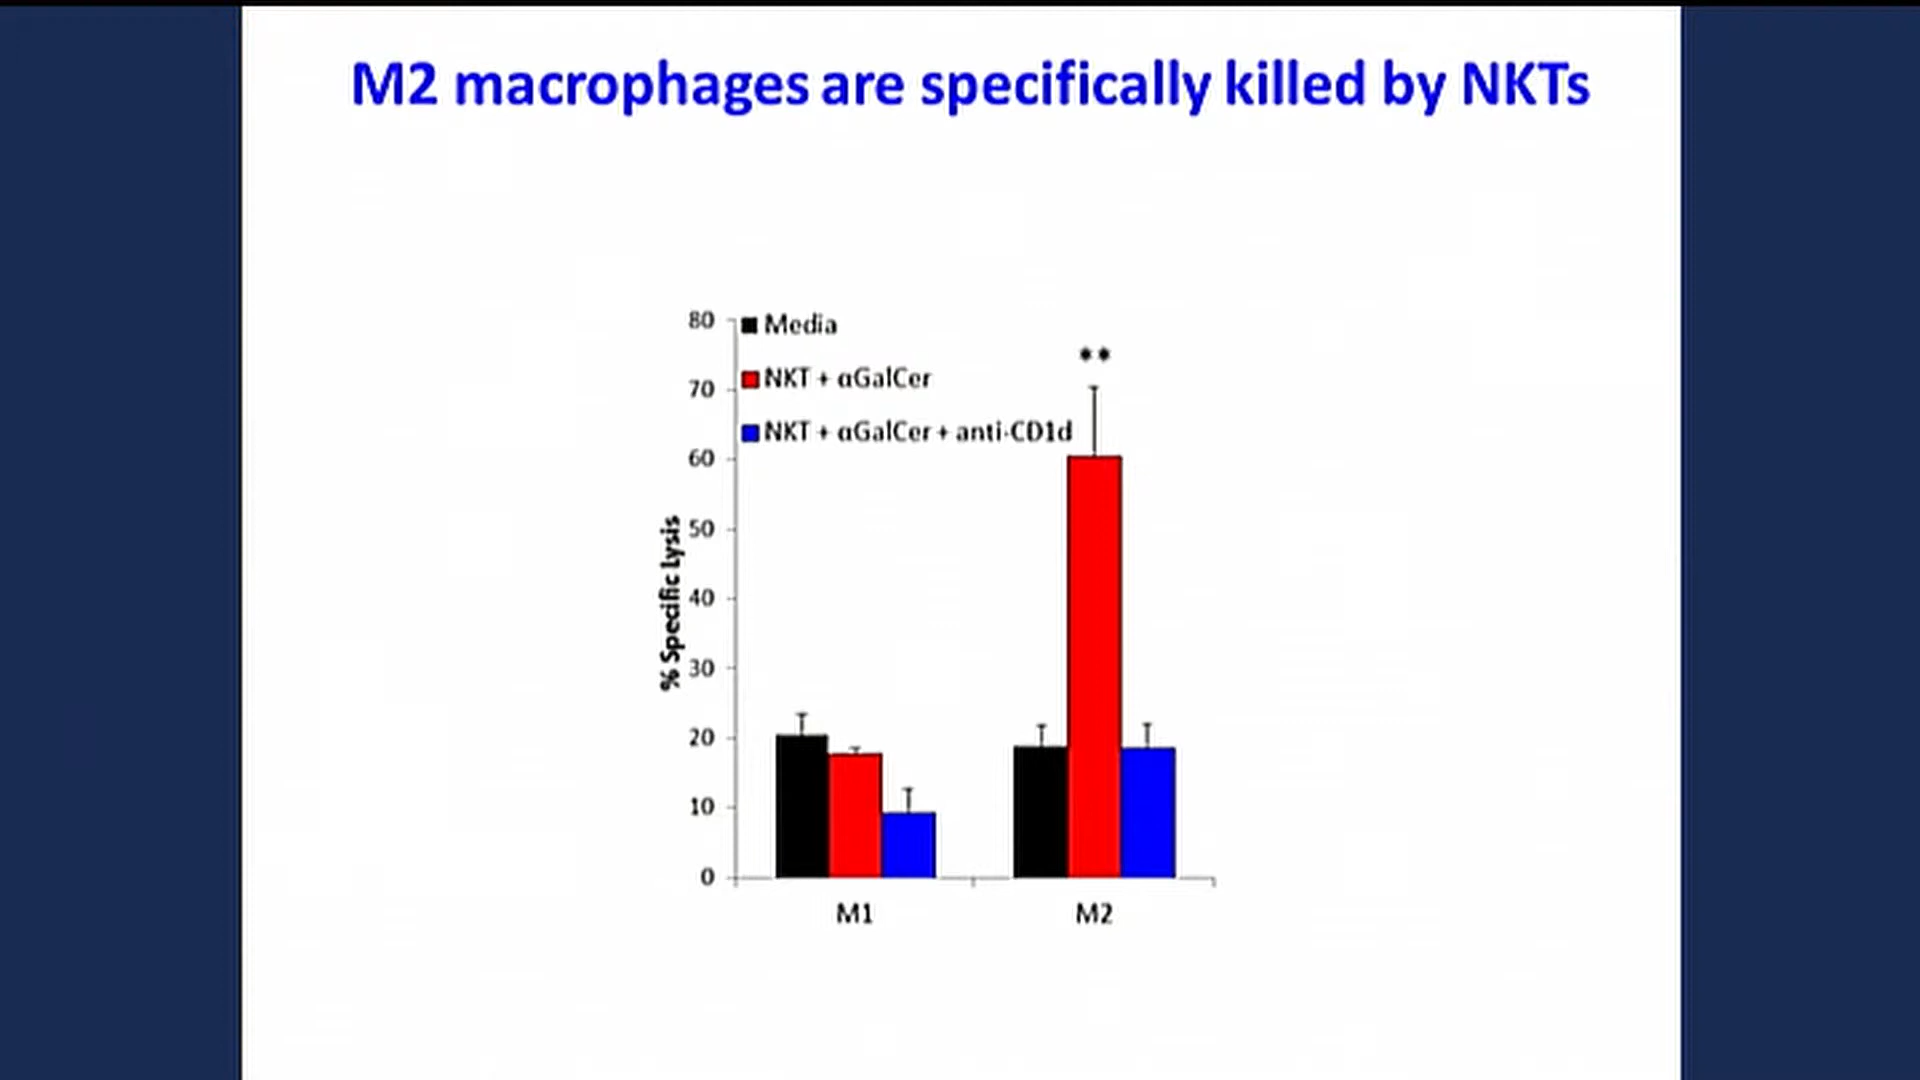 M2 macrophages are specifically killed by NKTs
Media
NKT + αGalCer
NKT + αGalCer + anti-CD1d
**
% Specific Lysis
80
70
60
50
40
30
20
10
0
M1
M2